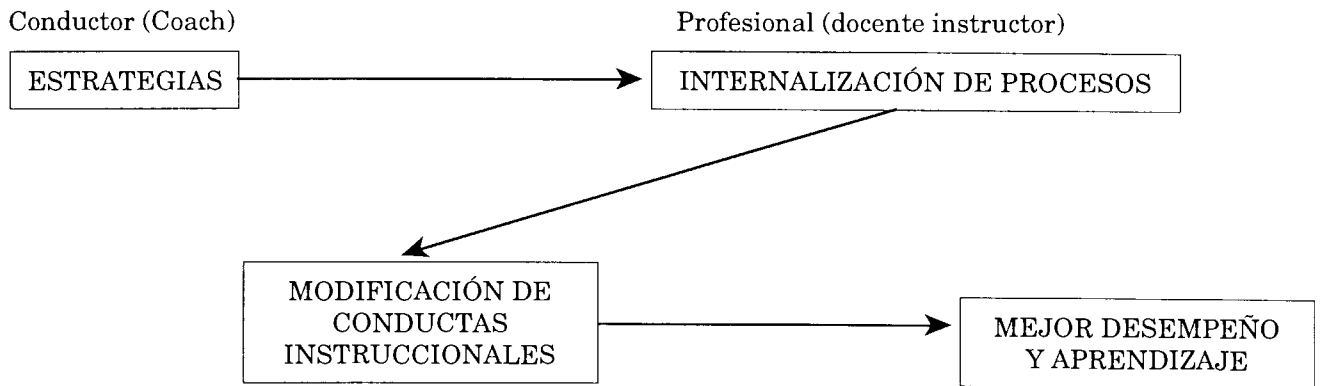 Conductor (Coach)
Profesional (docente instructor)
ESTRATEGIAS
INTERNALIZACIÓN DE PROCESOS
MODIFICACIÓN DE
CONDUCTAS
INSTRUCCIONALES
MEJOR DESEMPEÑO
Y APRENDIZAJE